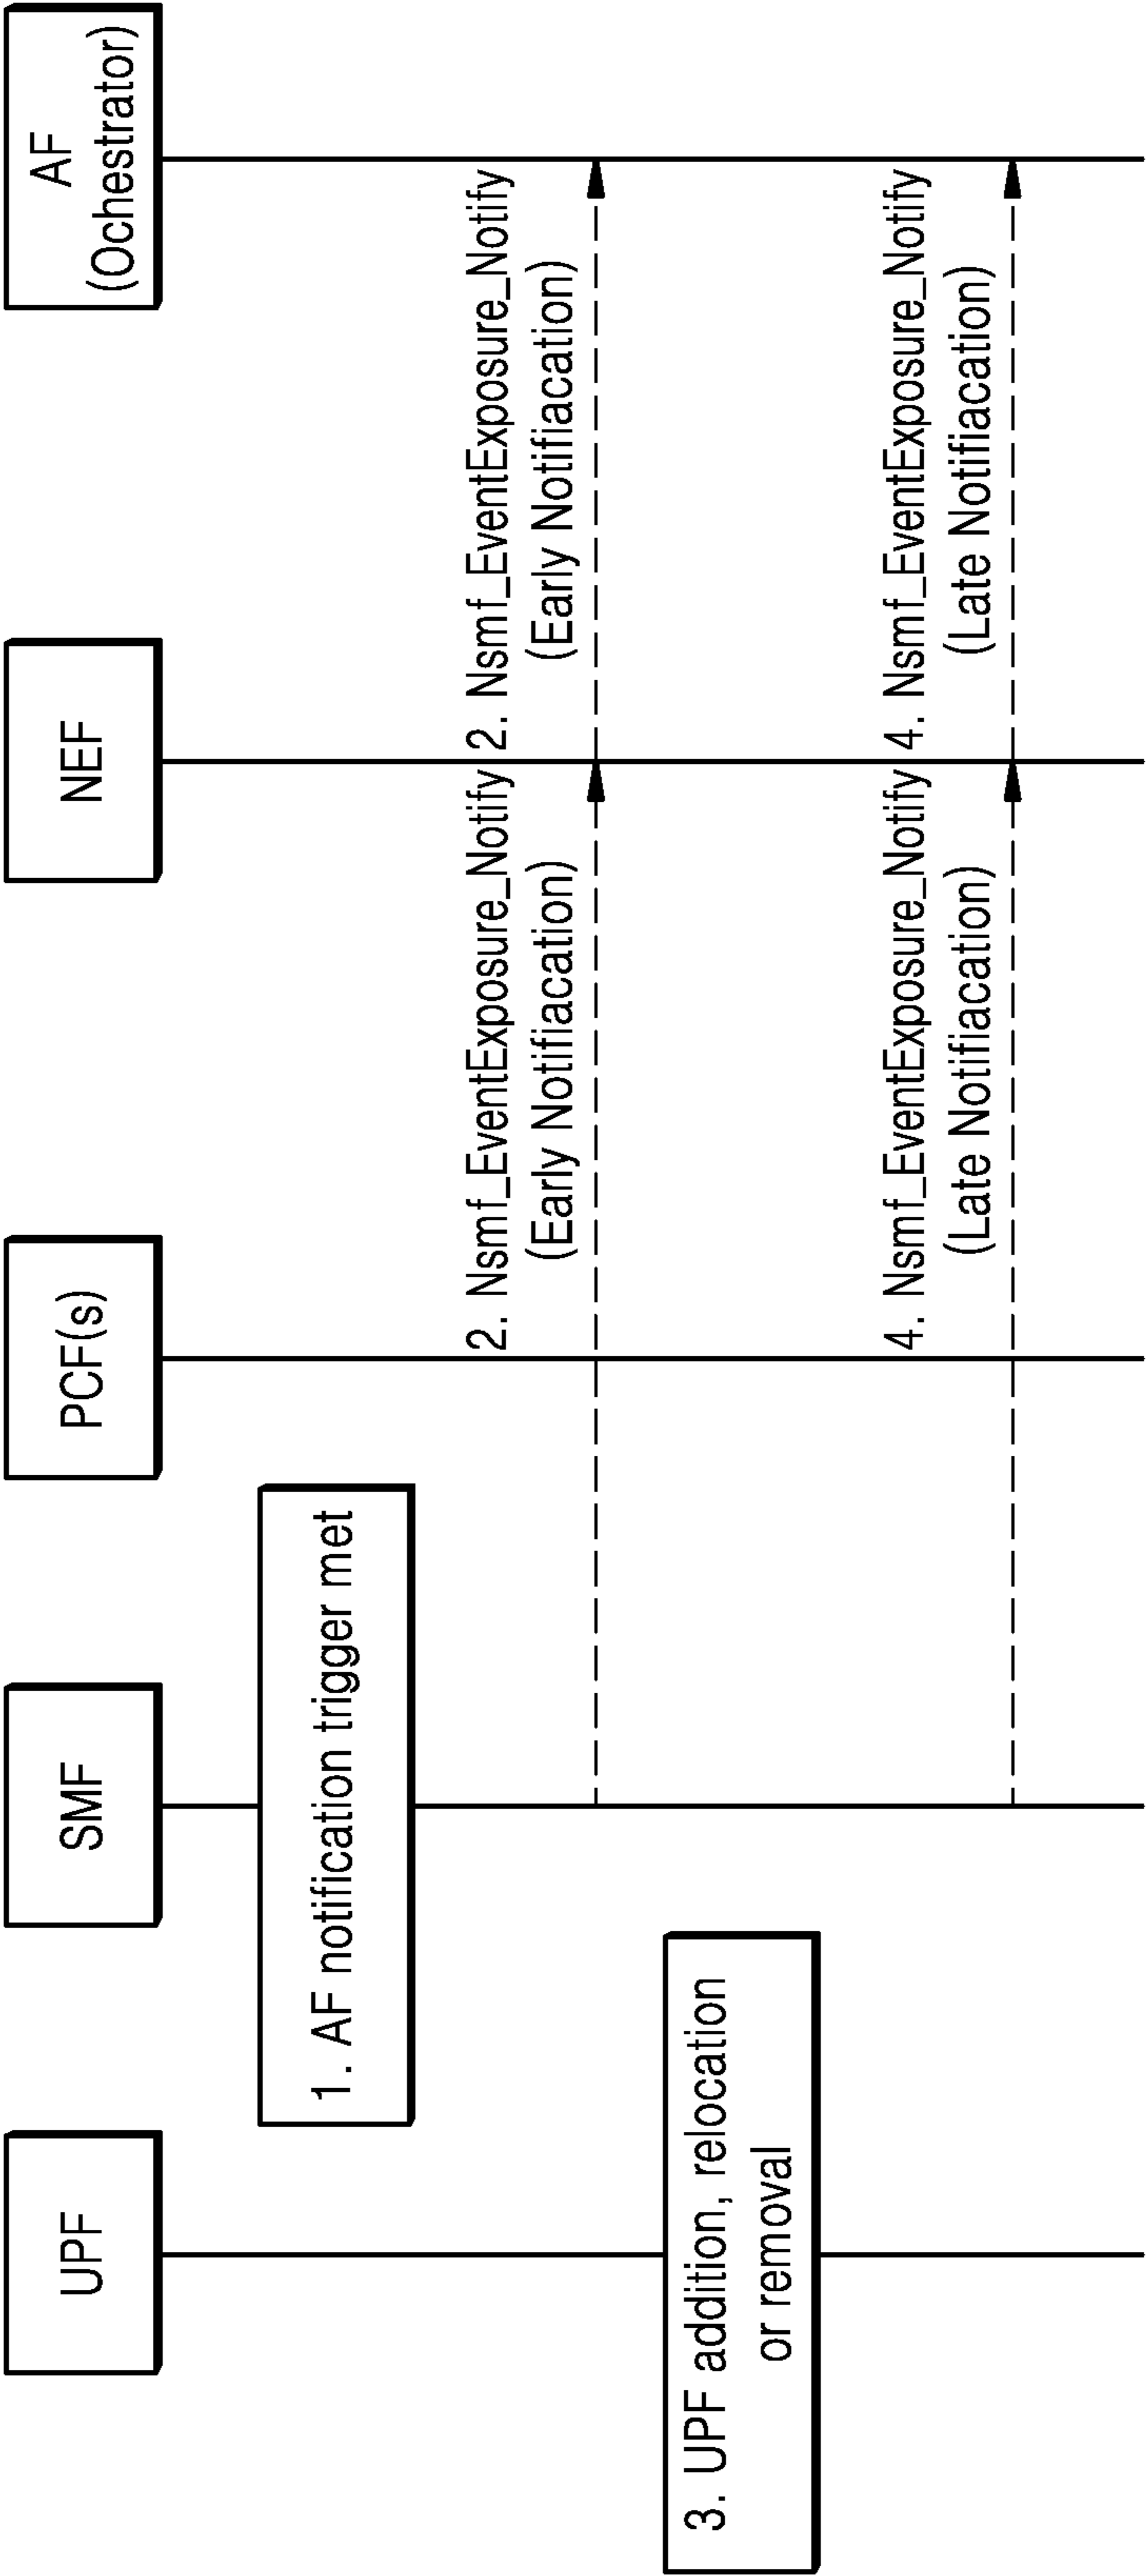 UPF
SMF
PCF(s)
NEF
AF
(Ochestrator)
1. AF notification trigger met
2. Nsmf_EventExposure_Notify
(Early Notifiacation)
2. Nsmf_EventExposure_Notify
(Early Notifiacation)
3. UPF addition, relocation
or removal
4. Nsmf_EventExposure_Notify
(Late Notifiacation)
4. Nsmf_EventExposure_Notify
(Late Notifiacation)